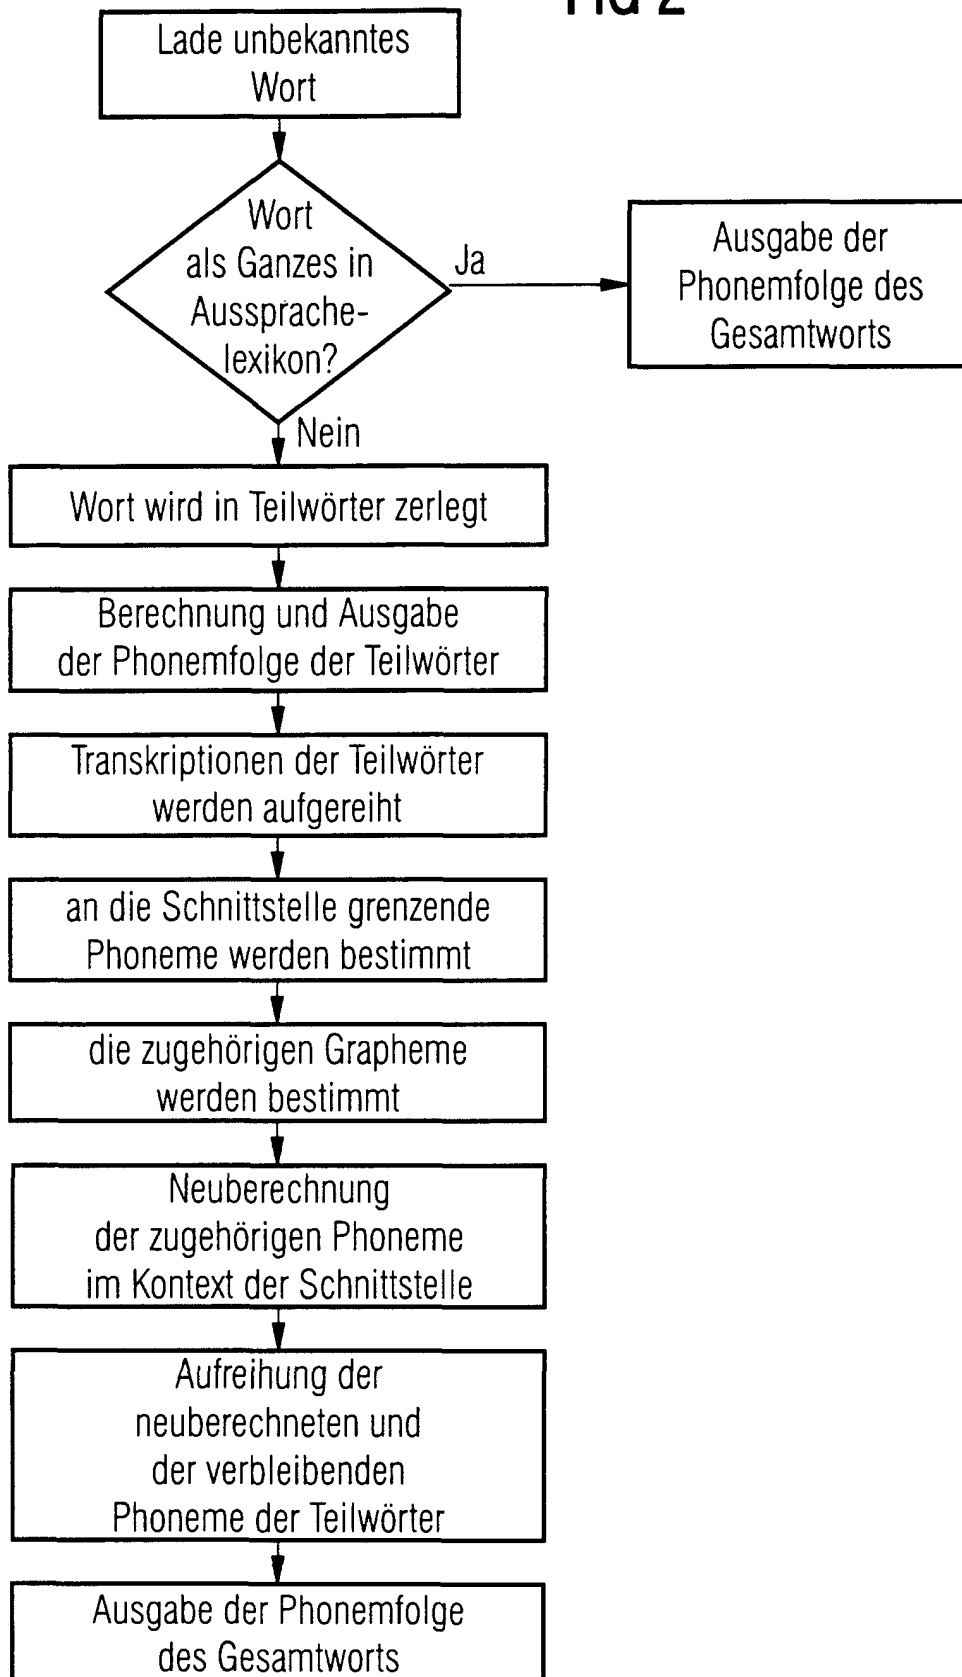 FIG 2
Lade unbekanntes
Wort
Wort
als Ganzes in
Aussprache-
lexikon?
Ja
Ausgabe der
Phonemfolge des
Gesamtworts
Nein
Wort wird in Teilwörter zerlegt
Berechnung und Ausgabe
der Phonemfolge der Teilwörter
Transkriptionen der Teilwörter
werden aufgereiht
an die Schnittstelle grenzende
Phoneme werden bestimmt
die zugehörigen Grapheme
werden bestimmt
Neuberechnung
der zugehörigen Phoneme
im Kontext der Schnittstelle
Aufreihung der
neuberechneten und
der verbleibenden
Phoneme der Teilwörter
Ausgabe der Phonemfolge
des Gesamtworts